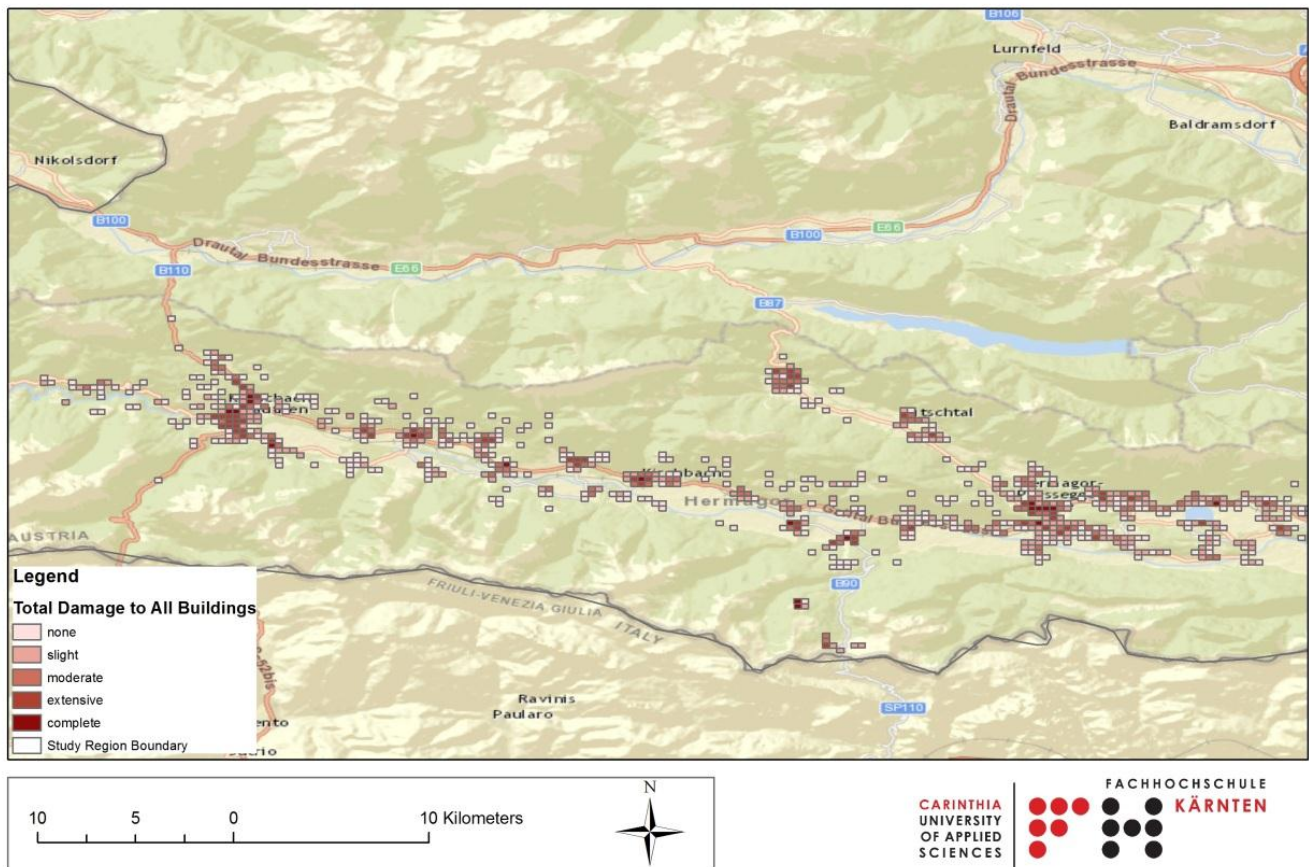 B106
Lurnfeld
Drautal Bundesstrasse
Baldramsdorf
Nikolsdorf
B100
Drautal Bundesstrasse
E66
B100
E66
B110
B87
Hermagor
AUSTRIA
FRIULI-VENEZIA GIULIA
ITALY
B90
Ravinis
Paularo
SP110
Legend
Total Damage to All Buildings
none
slight
moderate
extensive
complete
Study Region Boundary
10 5 0 10 Kilometers
N
CARINTHIA
UNIVERSITY
OF APPLIED
SCIENCES
FACHHOCHSCHULE
KÄRNTEN